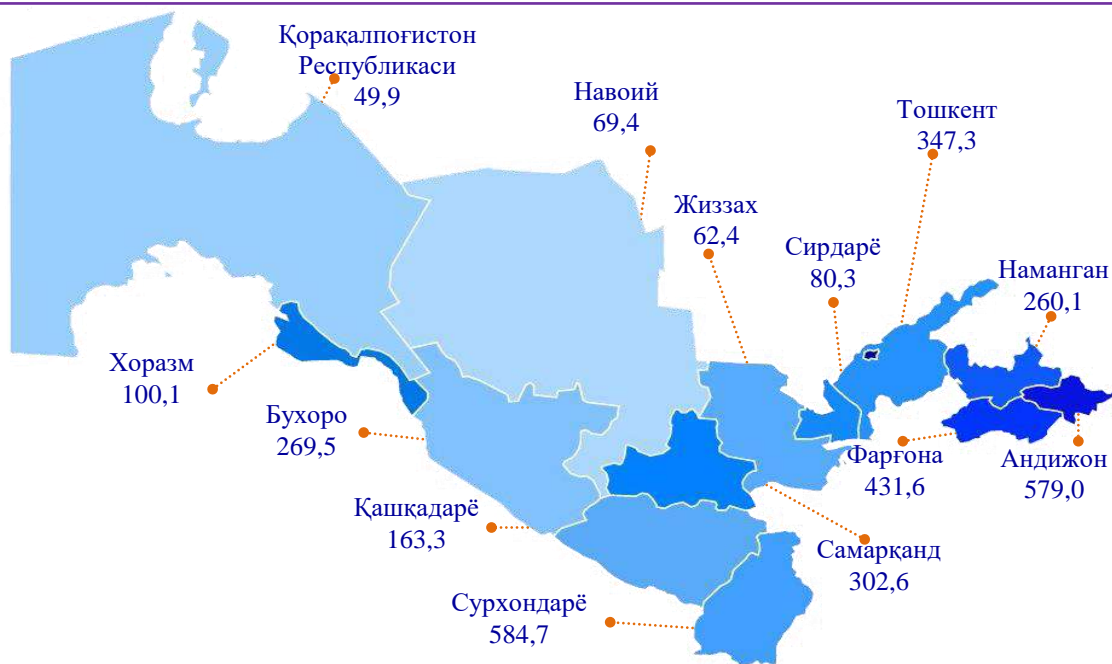 Қорақалпоғистон
Республикаси
49,9
Навоий
69,4
Тошкент
347,3
Жиззах
62,4
Сирдарё
80,3
Наманган
260,1
Хоразм
100,1
Бухоро
269,5
Фарғона
431,6
Андижон
579,0
Қашқадарё
163,3
Самарқанд
302,6
Сурхондарё
584,7